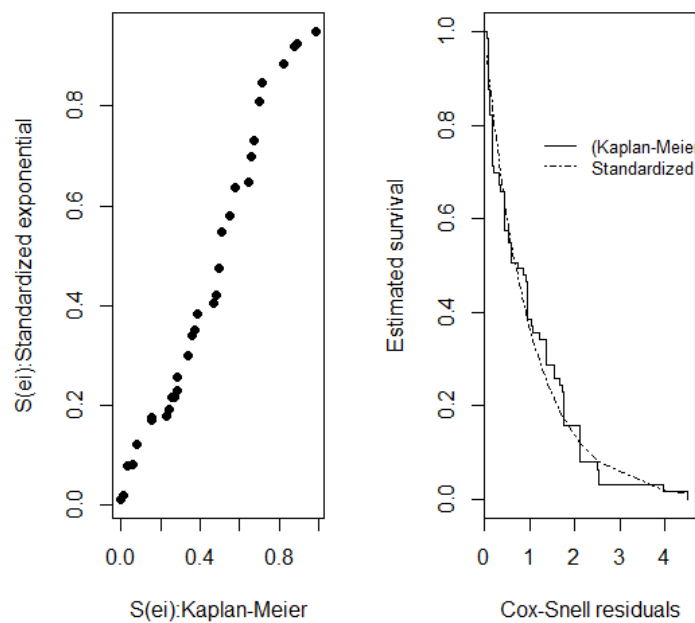 S(ei):Standardized exponential
0.0
0.2
0.4
0.6
0.8
0.0 0.4 0.8
S(ei):Kaplan-Meier
Estimated survival
0.0
0.2
0.4
0.6
0.8
1.0
(Kaplan-Meier
Standardized
0 1 2 3 4
Cox-Snell residuals